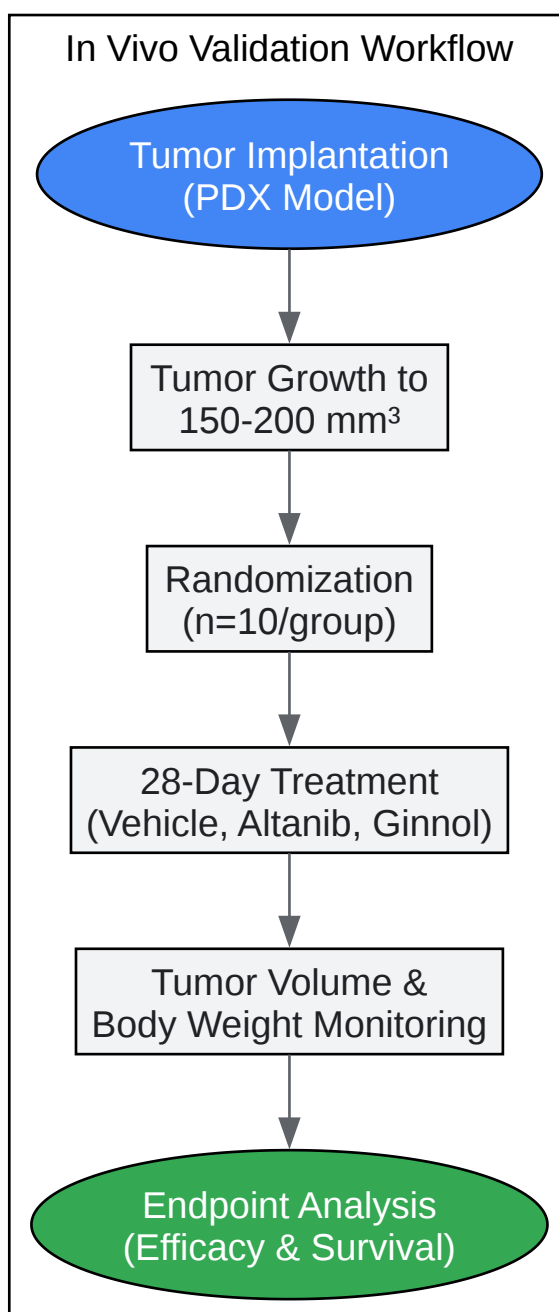 In Vivo Validation Workflow
Tumor Implantation
(PDX Model)
Tumor Growth to
150-200 mm³
Randomization
(n=10/group)
28-Day Treatment
(Vehicle, Altanib, Ginnol)
Tumor Volume &
Body Weight Monitoring
Endpoint Analysis
(Efficacy & Survival)